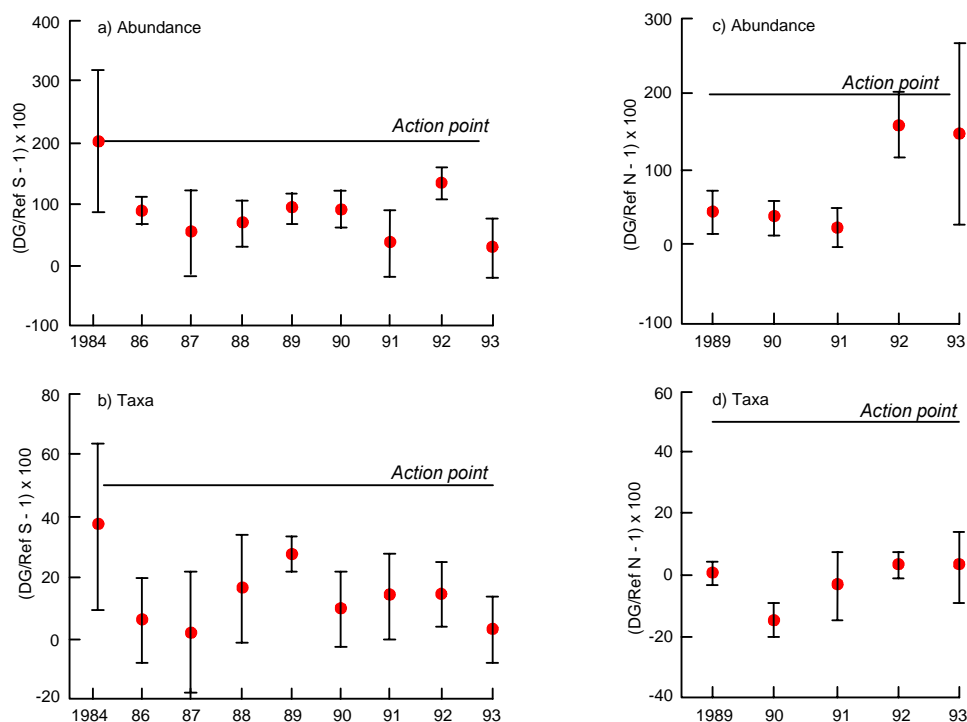 a) Abundance
400
300
200
100
0
-100
(DG/Ref S - 1) x 100
Action point
1984 86 87 88 89 90 91 92 93
c) Abundance
300
200
100
0
-100
(DG/Ref N - 1) x 100
Action point
1989 90 91 92 93
b) Taxa
80
60
40
20
0
-20
(DG/Ref S - 1) x 100
Action point
1984 86 87 88 89 90 91 92 93
d) Taxa
60
40
20
0
-20
-40
(DG/Ref N - 1) x 100
Action point
1989 90 91 92 93